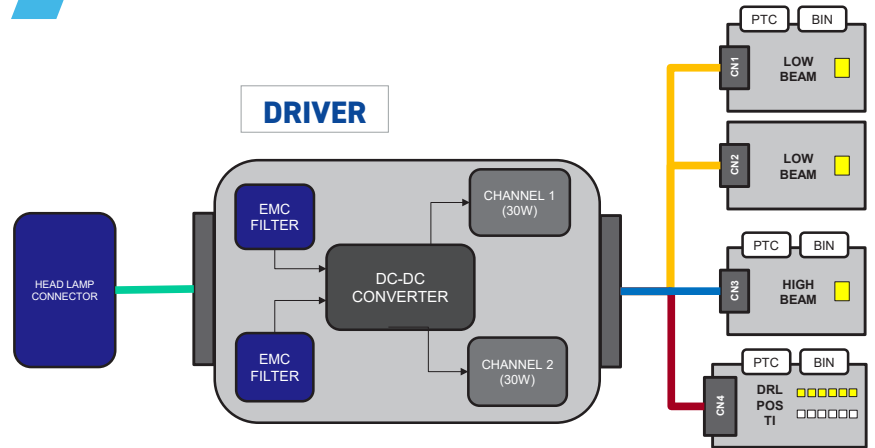 DRIVER
HEAD LAMP
CONNECTOR
EMC
FILTER
EMC
FILTER
DC-DC
CONVERTER
CHANNEL 1
(30W)
CHANNEL 2
(30W)
PTC
BIN
CN1
LOW
BEAM
CN2
LOW
BEAM
PTC
BIN
CN3
HIGH
BEAM
PTC
BIN
CN4
DRL
POS
TI